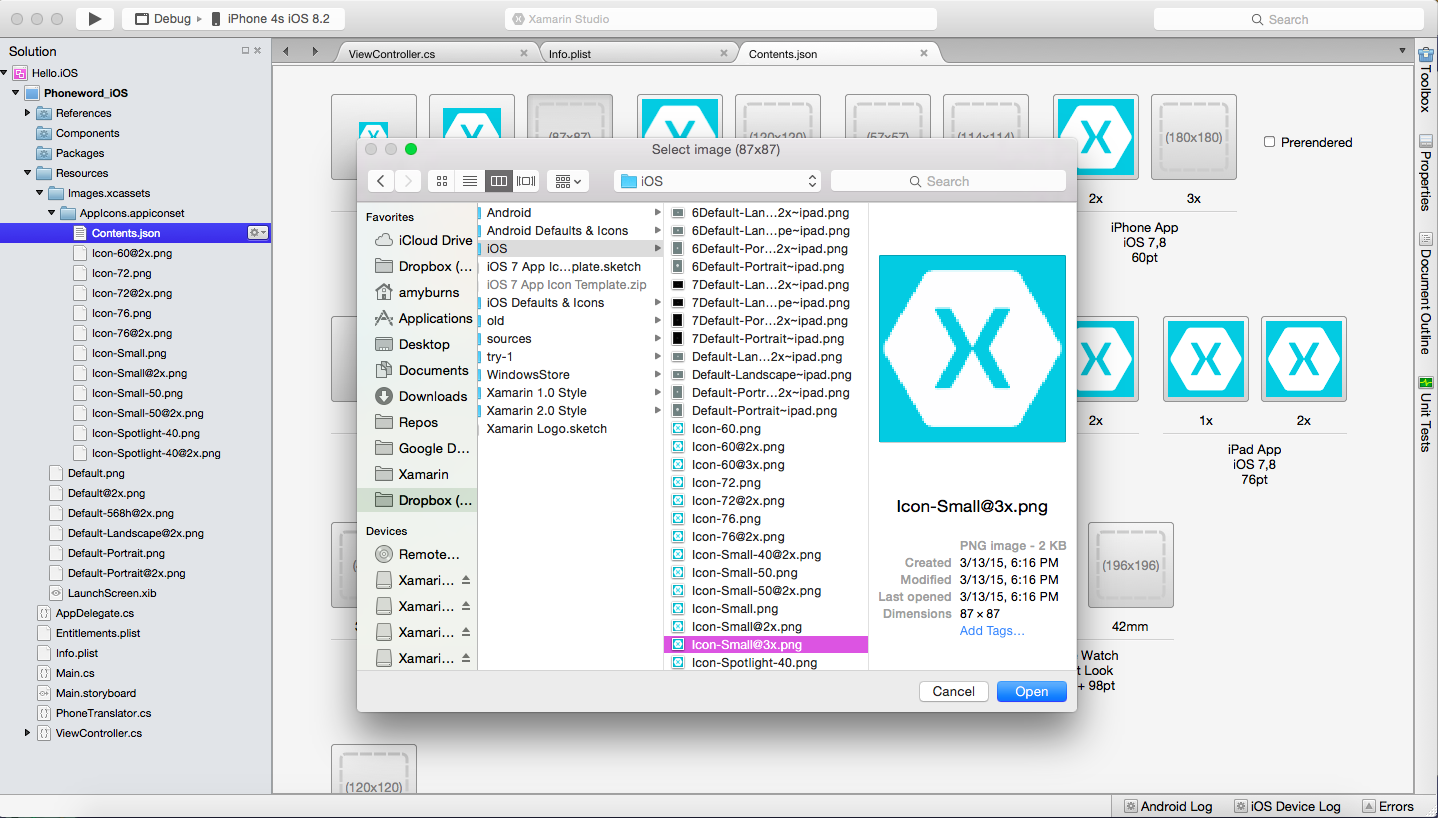 Debug
iPhone 4s iOS 8.2
Xamarin Studio
Search
Solution
Hello.iOS
Phoneword_iOS
References
Components
Packages
Resources
Images.xcassets
AppIcons.appiconset
Contents.json
Icon-60@2x.png
Icon-72.png
Icon-72@2x.png
Icon-76.png
Icon-76@2x.png
Icon-Small.png
Icon-Small@2x.png
Icon-Small-50.png
Icon-Small-50@2x.png
Icon-Spotlight-40.png
Icon-Spotlight-40@2x.png
Default.png
Default@2x.png
Default-568h@2x.png
Default-Landscape@2x.png
Default-Portrait.png
Default-Portrait@2x.png
LaunchScreen.xib
AppDelegate.cs
Entitlements.plist
Info.plist
Main.cs
Main.storyboard
PhoneTranslator.cs
ViewController.cs
ViewController.cs
Info.plist
Contents.json
(87x87)
(120x120)
(57x57)
(114x114)
(180x180)
Prerendered
2x
3x
iPhone App
iOS 7,8
60pt
2x
1x
2x
iPad App
iOS 7,8
76pt
(196x196)
42mm
Watch
Look
+ 98pt
(120x120)
Select image (87x87)
iOS
Search
Favorites
iCloud Drive
Dropbox (...
amyburns
Applications
Desktop
Documents
Downloads
Repos
Google D...
Xamarin
Dropbox (...
Devices
Remote...
Xamari...
Xamari...
Xamari...
Xamari...
Android
Android Defaults & Icons
iOS
iOS 7 App Ic...plate.sketch
iOS 7 App Icon Template.zip
iOS Defaults & Icons
old
sources
try-1
WindowsStore
Xamarin 1.0 Style
Xamarin 2.0 Style
Xamarin Logo.sketch
6Default-Lan...2x~ipad.png
6Default-Lan...pe~ipad.png
6Default-Por...2x~ipad.png
6Default-Portrait~ipad.png
7Default-Lan...2x~ipad.png
7Default-Lan...pe~ipad.png
7Default-Por...2x~ipad.png
7Default-Portrait~ipad.png
Default-Lan...2x~ipad.png
Default-Landscape~ipad.png
Default-Portr...2x~ipad.png
Default-Portrait~ipad.png
Icon-60.png
Icon-60@2x.png
Icon-60@3x.png
Icon-72.png
Icon-72@2x.png
Icon-76.png
Icon-76@2x.png
Icon-Small-40@2x.png
Icon-Small-50.png
Icon-Small-50@2x.png
Icon-Small.png
Icon-Small@2x.png
Icon-Small@3x.png
Icon-Spotlight-40.png
Icon-Small@3x.png
PNG image - 2 KB
Created 3/13/15, 6:16 PM
Modified 3/13/15, 6:16 PM
Last opened 3/13/15, 6:16 PM
Dimensions 87 × 87
Add Tags...
Cancel
Open
Toolbox
Properties
Document Outline
Unit Tests
Android Log
iOS Device Log
Errors